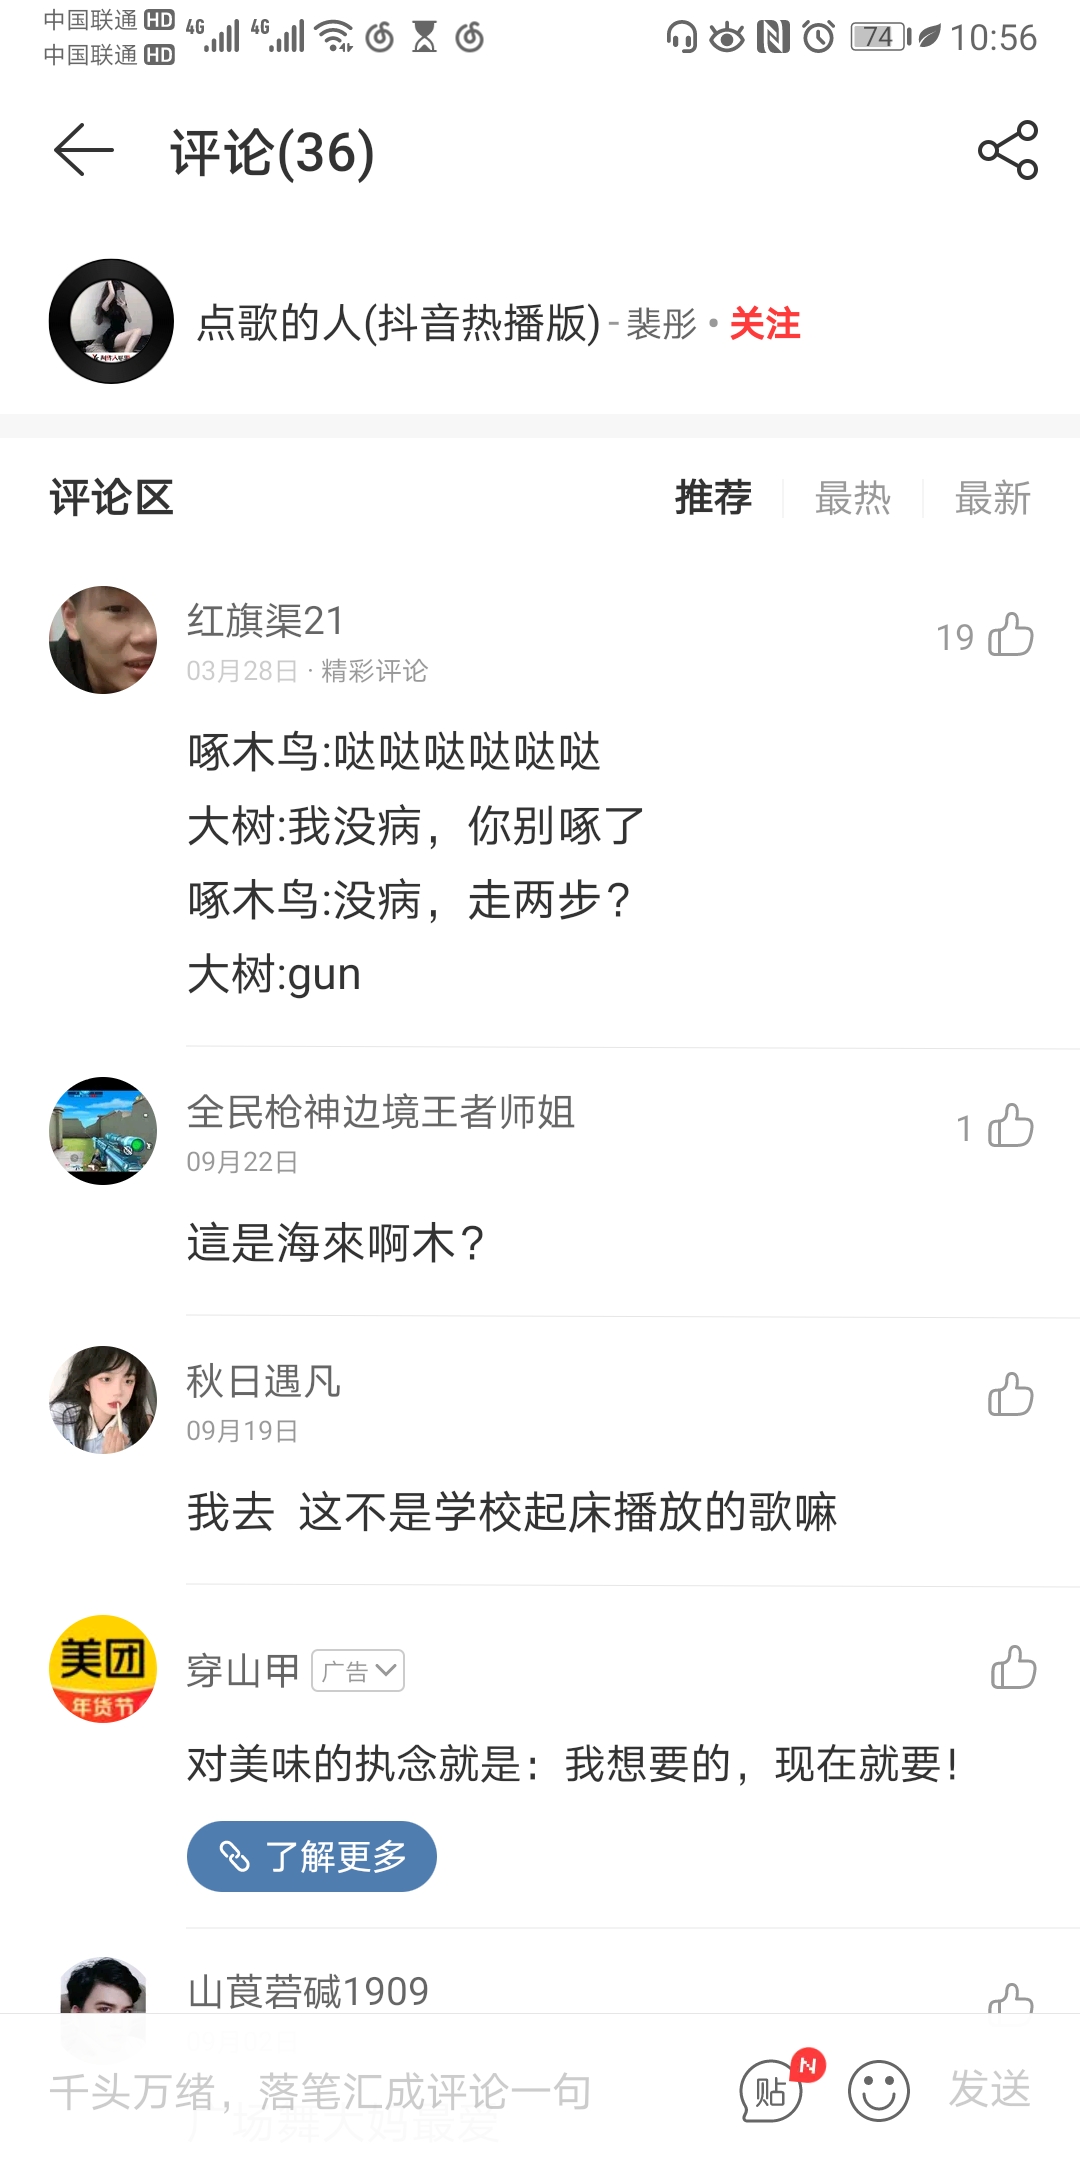 中国联通 HD
中国联通 HD
4G 4G
74 10:56
评论(36)
点歌的人(抖音热播版) - 裴彤 · 关注
评论区
推荐 最热 最新
红旗渠21
19
03月28日 · 精彩评论
啄木鸟:哒哒哒哒哒哒
大树:我没病，你别啄了
啄木鸟:没病，走两步？
大树:gun
全民枪神边境王者师姐
1
09月22日
這是海來啊木？
秋日遇凡
09月19日
我去 这不是学校起床播放的歌嘛
美团
年货节
穿山甲 广告
对美味的执念就是：我想要的，现在就要！
了解更多
山莨菪碱1909
千头万绪，落笔汇成评论一句
贴 N 发送
广场舞大妈最爱